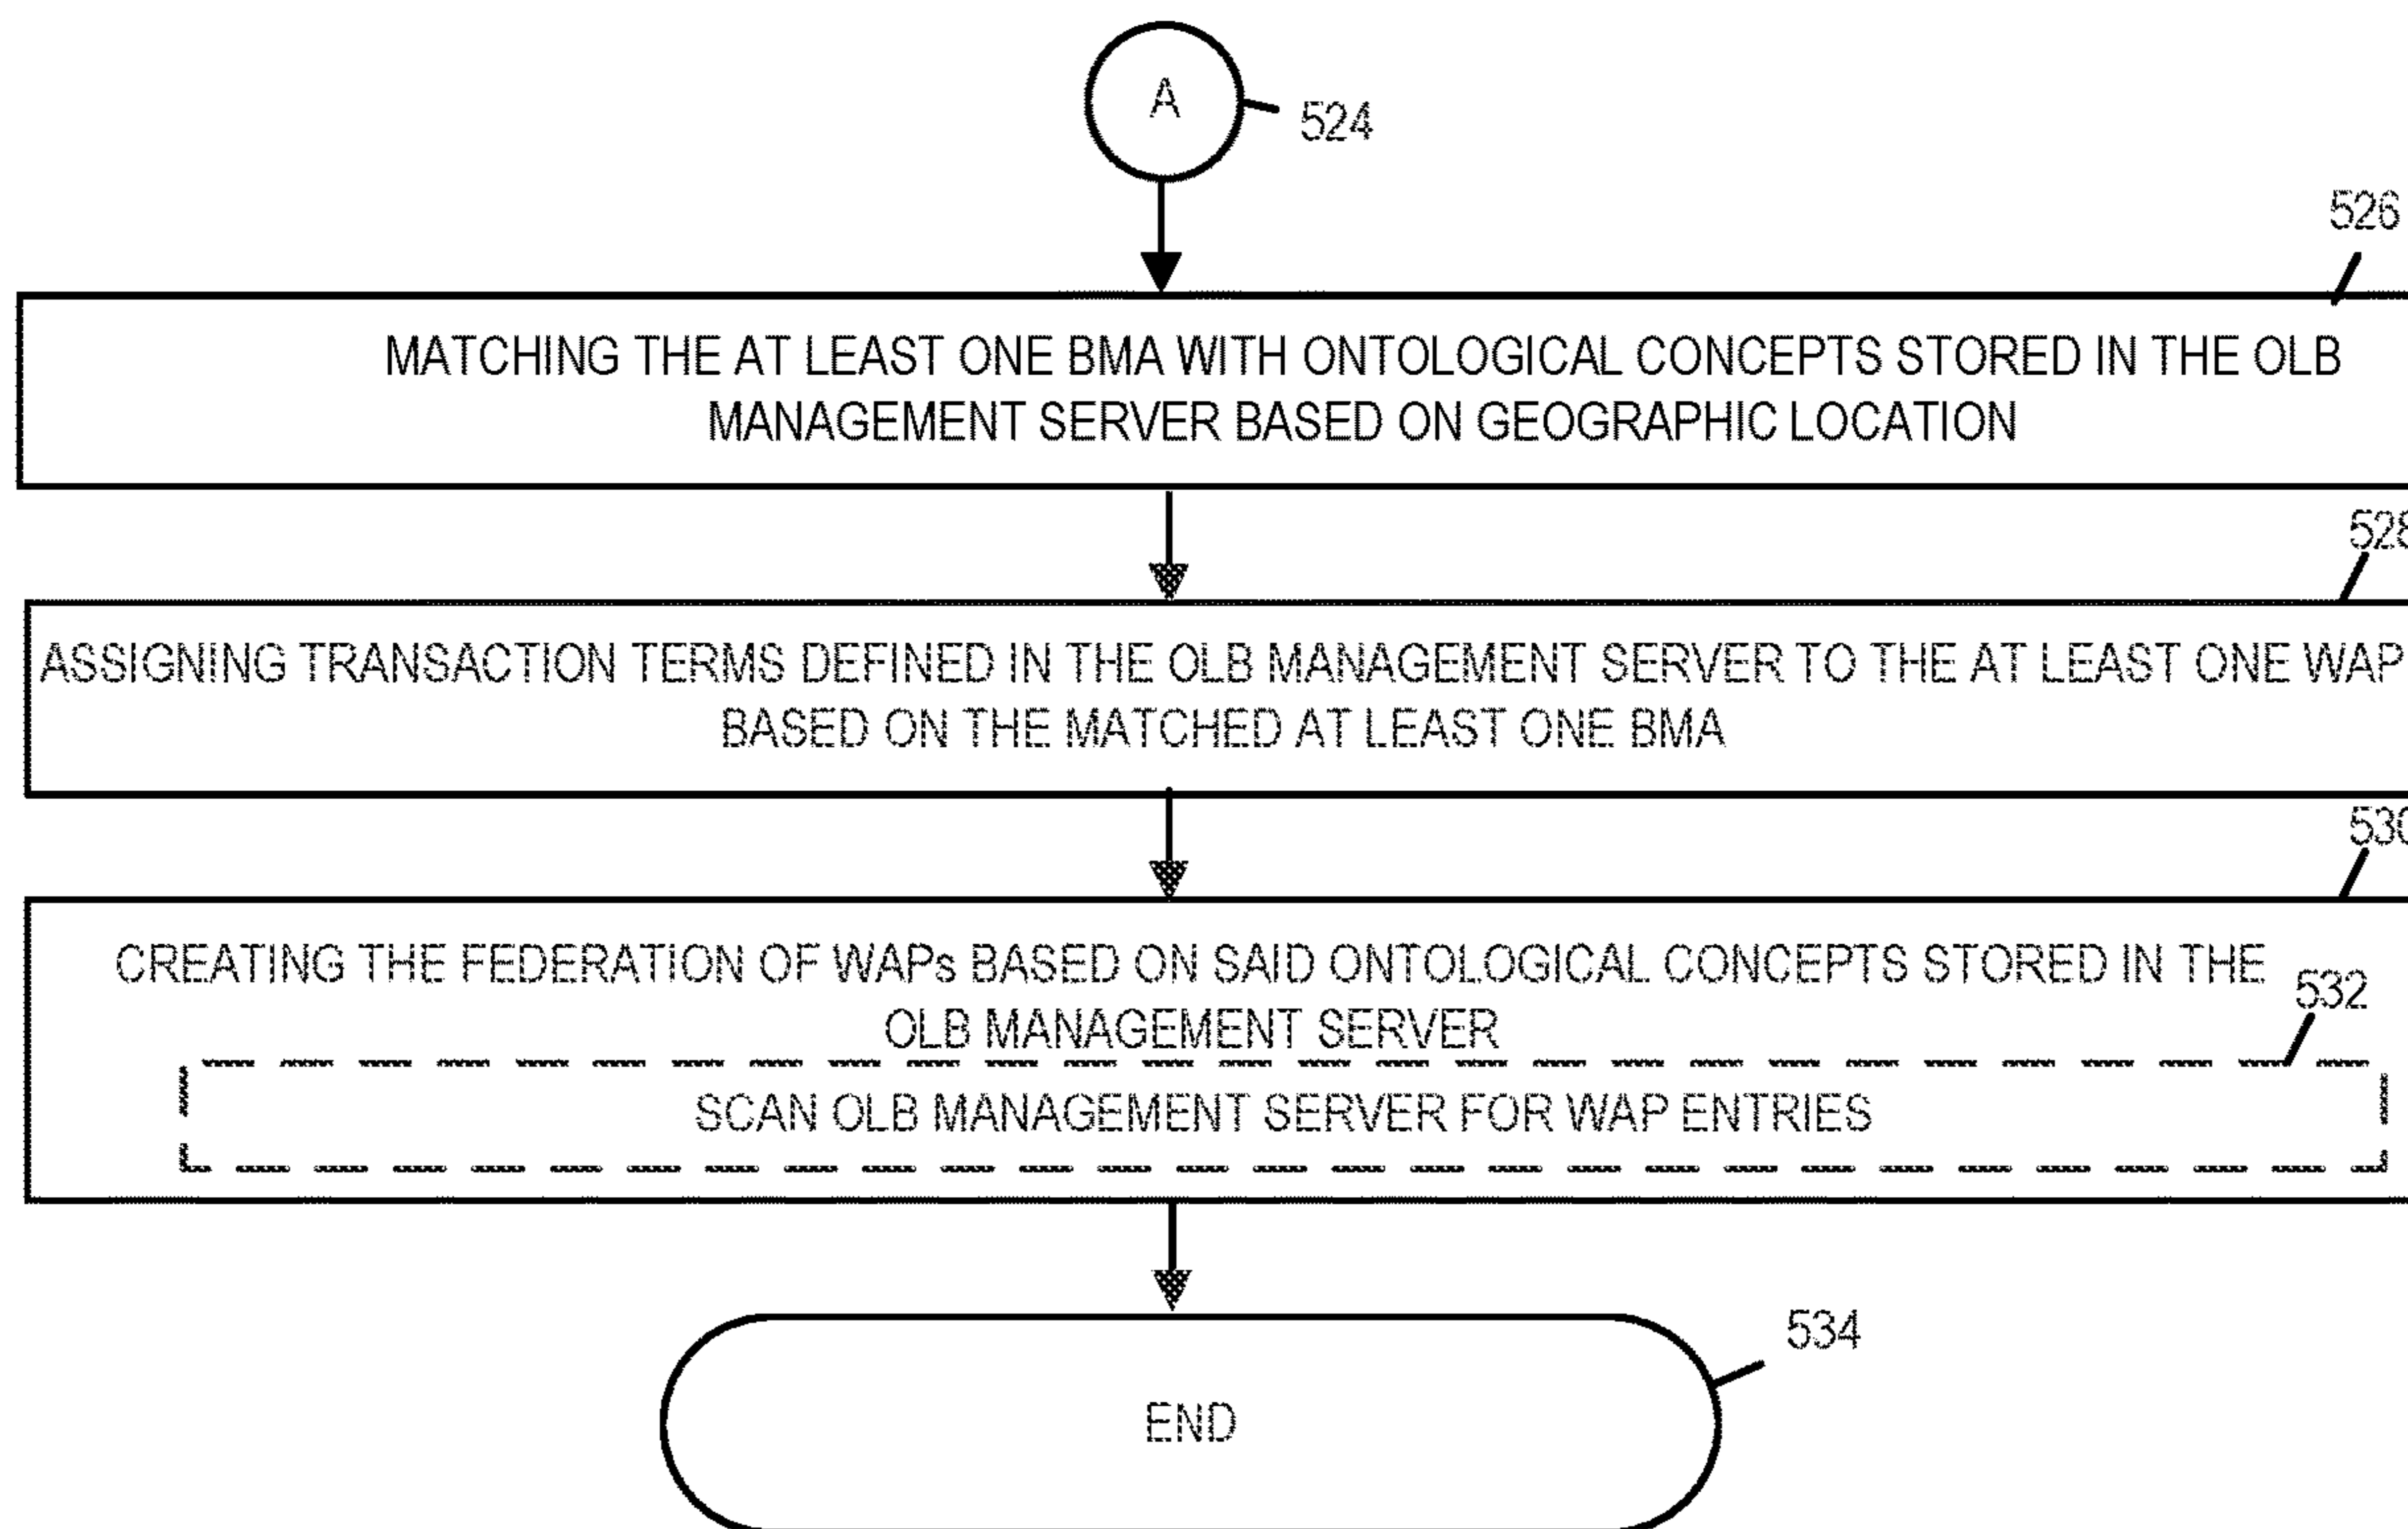 A
524
526
MATCHING THE AT LEAST ONE BMA WITH ONTOLOGICAL CONCEPTS STORED IN THE OLB
MANAGEMENT SERVER BASED ON GEOGRAPHIC LOCATION
528
ASSIGNING TRANSACTION TERMS DEFINED IN THE OLB MANAGEMENT SERVER TO THE AT LEAST ONE WAP
BASED ON THE MATCHED AT LEAST ONE BMA
530
CREATING THE FEDERATION OF WAPs BASED ON SAID ONTOLOGICAL CONCEPTS STORED IN THE
OLB MANAGEMENT SERVER
532
SCAN OLB MANAGEMENT SERVER FOR WAP ENTRIES
534
END